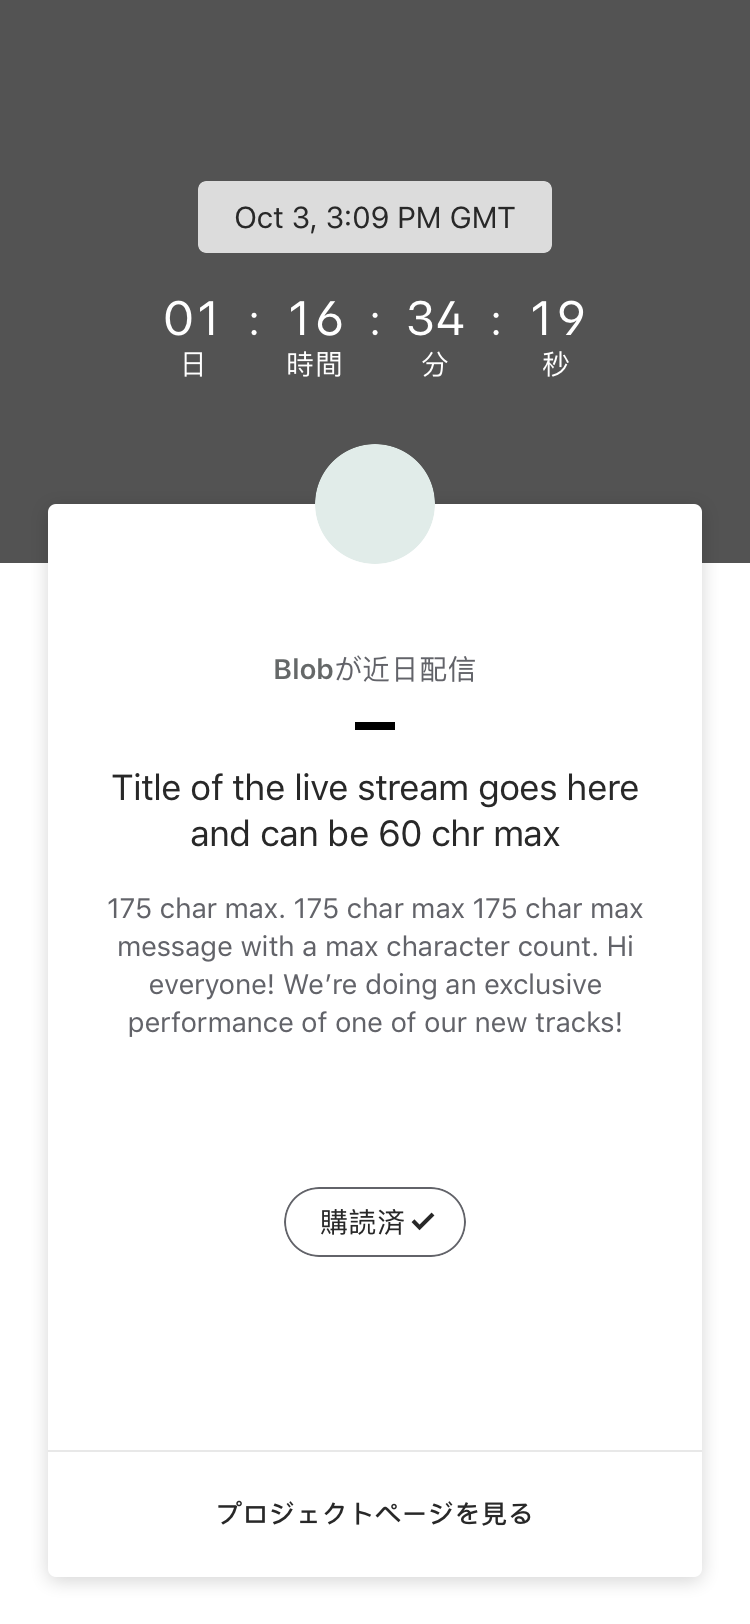 Oct 3, 3:09 PM GMT
01 : 16 : 34 : 19
日 時間 分 秒
Blobが近日配信
Title of the live stream goes here
and can be 60 chr max
175 char max. 175 char max 175 char max
message with a max character count. Hi
everyone! We’re doing an exclusive
performance of one of our new tracks!
購読済
プロジェクトページを見る